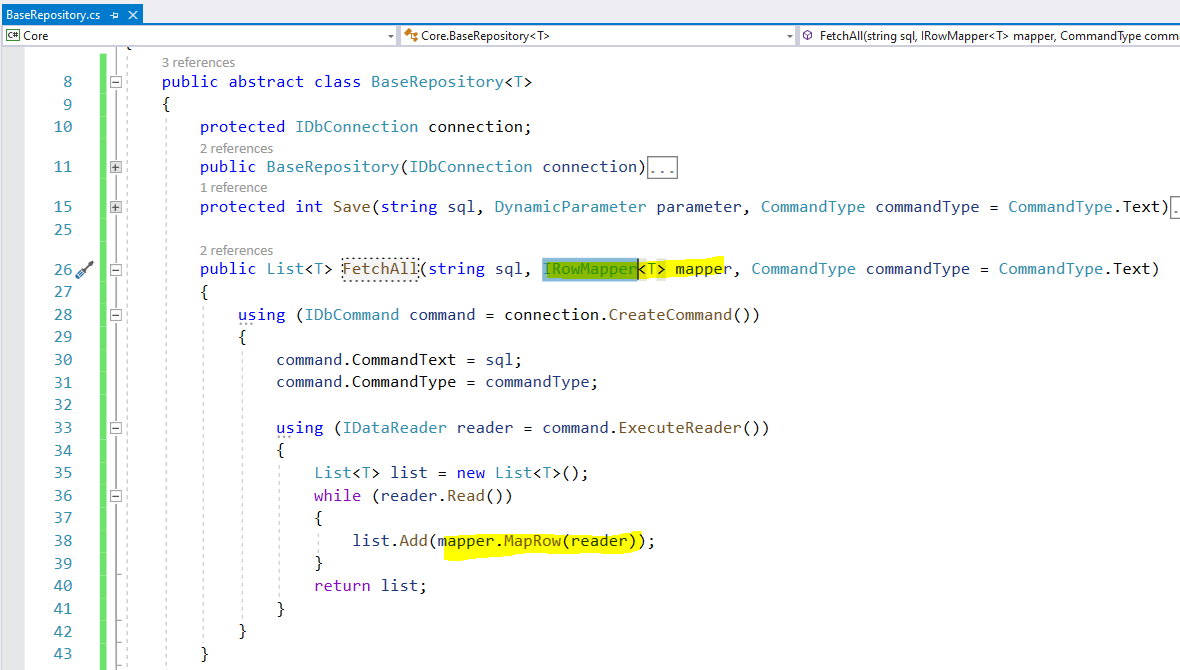 BaseRepository.cs
C# Core
Core.BaseRepository<T>
FetchAll(string sql, IRowMapper<T> mapper, CommandType comm
3 references
8 public abstract class BaseRepository<T>
9 {
10 protected IDbConnection connection;
2 references
11 public BaseRepository(IDbConnection connection)...
1 reference
15 protected int Save(string sql, DynamicParameter parameter, CommandType commandType = CommandType.Text).
25
2 references
26 public List<T> FetchAll(string sql, IRowMapper<T> mapper, CommandType commandType = CommandType.Text)
27 {
28 using (IDbCommand command = connection.CreateCommand())
29 {
30 command.CommandText = sql;
31 command.CommandType = commandType;
32
33 using (IDataReader reader = command.ExecuteReader())
34 {
35 List<T> list = new List<T>();
36 while (reader.Read())
37 {
38 list.Add(mapper.MapRow(reader));
39 }
40 return list;
41 }
42 }
43 }